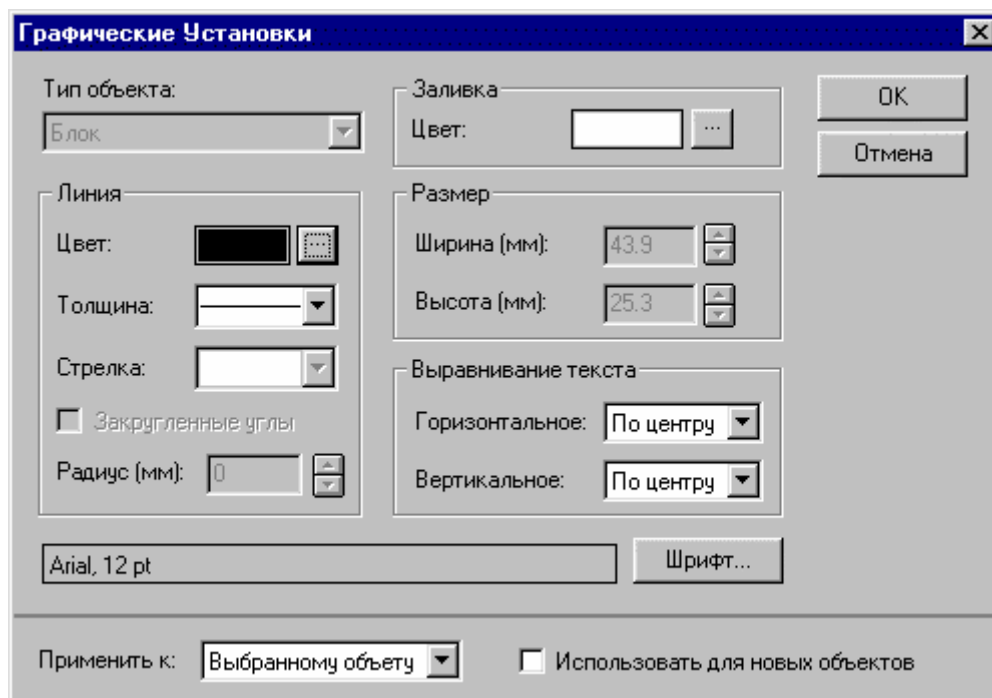 Графические Установки
Тип объекта:
Блок
Линия
Цвет:
...
Толщина:
Стрелка:
Закругленные углы
Радиус (мм): 0
Заливка
Цвет:
...
Размер
Ширина (мм): 43.9
Высота (мм): 25.3
Выравнивание текста
Горизонтальное: По центру
Вертикальное: По центру
OK
Отмена
Arial, 12 pt
Шрифт...
Применить к: Выбранному объету
Использовать для новых объектов